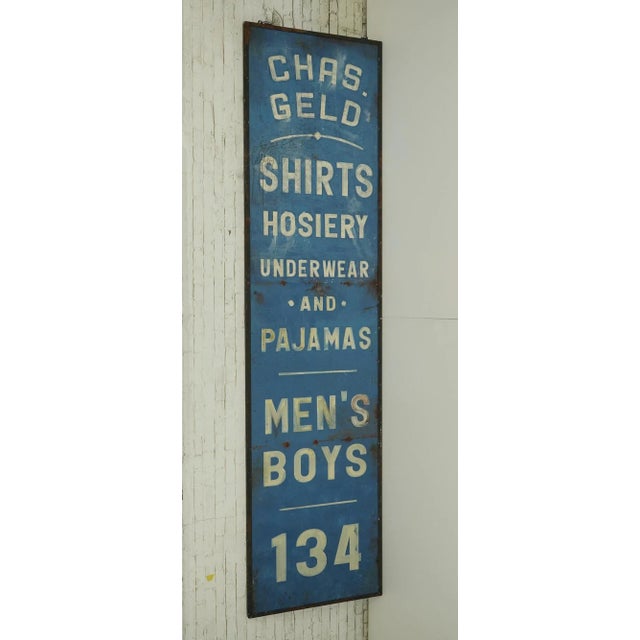 CHAS.
GELD
SHIRTS
HOSIERY
UNDERWEAR
• AND •
PAJAMAS
MEN'S
BOYS
134